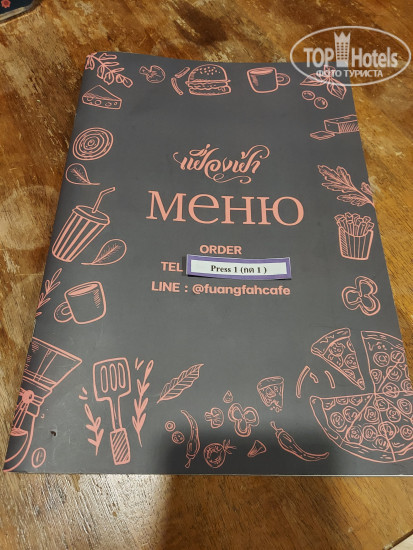 TOP Hotels
ФОТО ТУРИСТА
เฟื่องฟ้า
меню
ORDER
TEL Press 1 (กด 1)
LINE : @fuangfahcafe